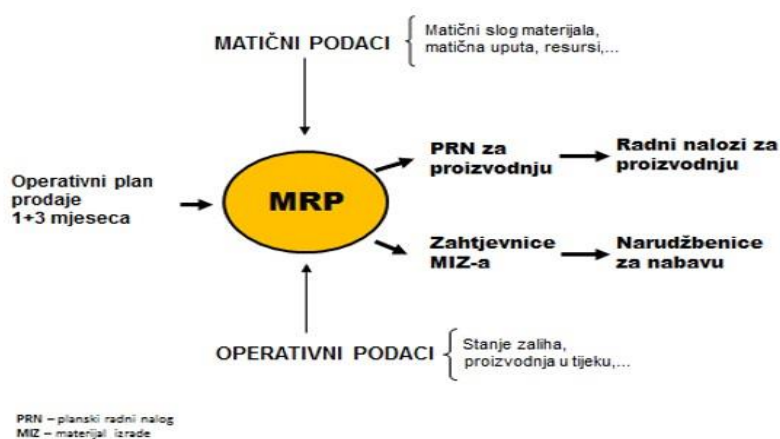 MATIČNI PODACI
Matični slog materijala,
matična uputa, resursi,...
Operativni plan
prodaje
1+3 mjeseca
MRP
PRN za
proizvodnju
Radni nalozi za
proizvodnju
Zahtjevnice
MIZ-a
Narudžbenice
za nabavu
OPERATIVNI PODACI
Stanje zaliha,
proizvodnja u tijeku,...
PRN – planski radni nalog
MIZ – materijal izrade